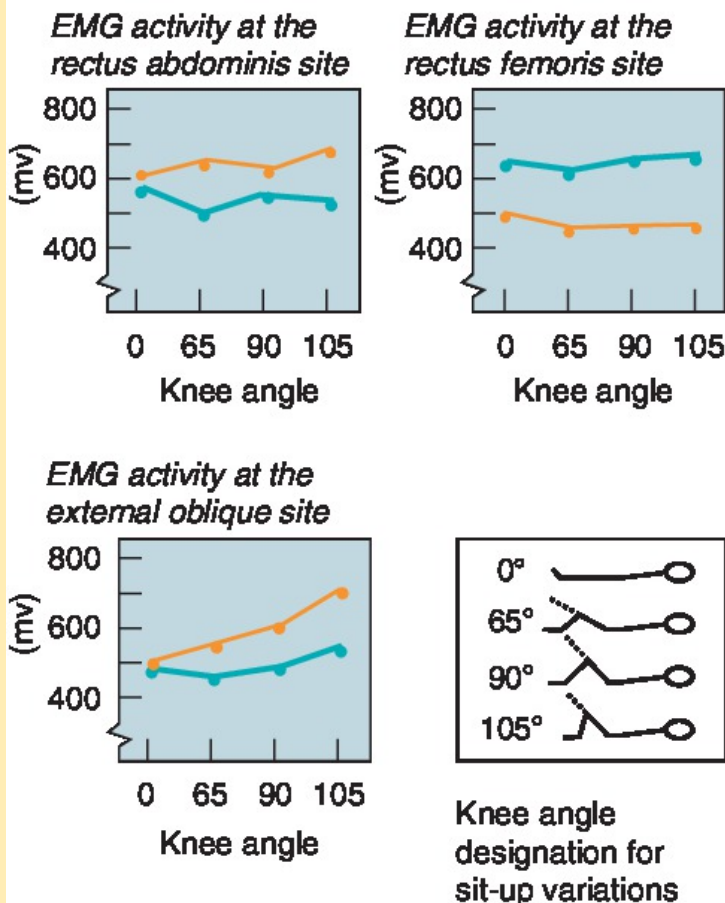 EMG activity at the
rectus abdominis site
800
600
400
(mv)
0 65 90 105
Knee angle
EMG activity at the
rectus femoris site
800
600
400
(mv)
0 65 90 105
Knee angle
EMG activity at the
external oblique site
800
600
400
(mv)
0 65 90 105
Knee angle
0°
65°
90°
105°
Knee angle
designation for
sit-up variations